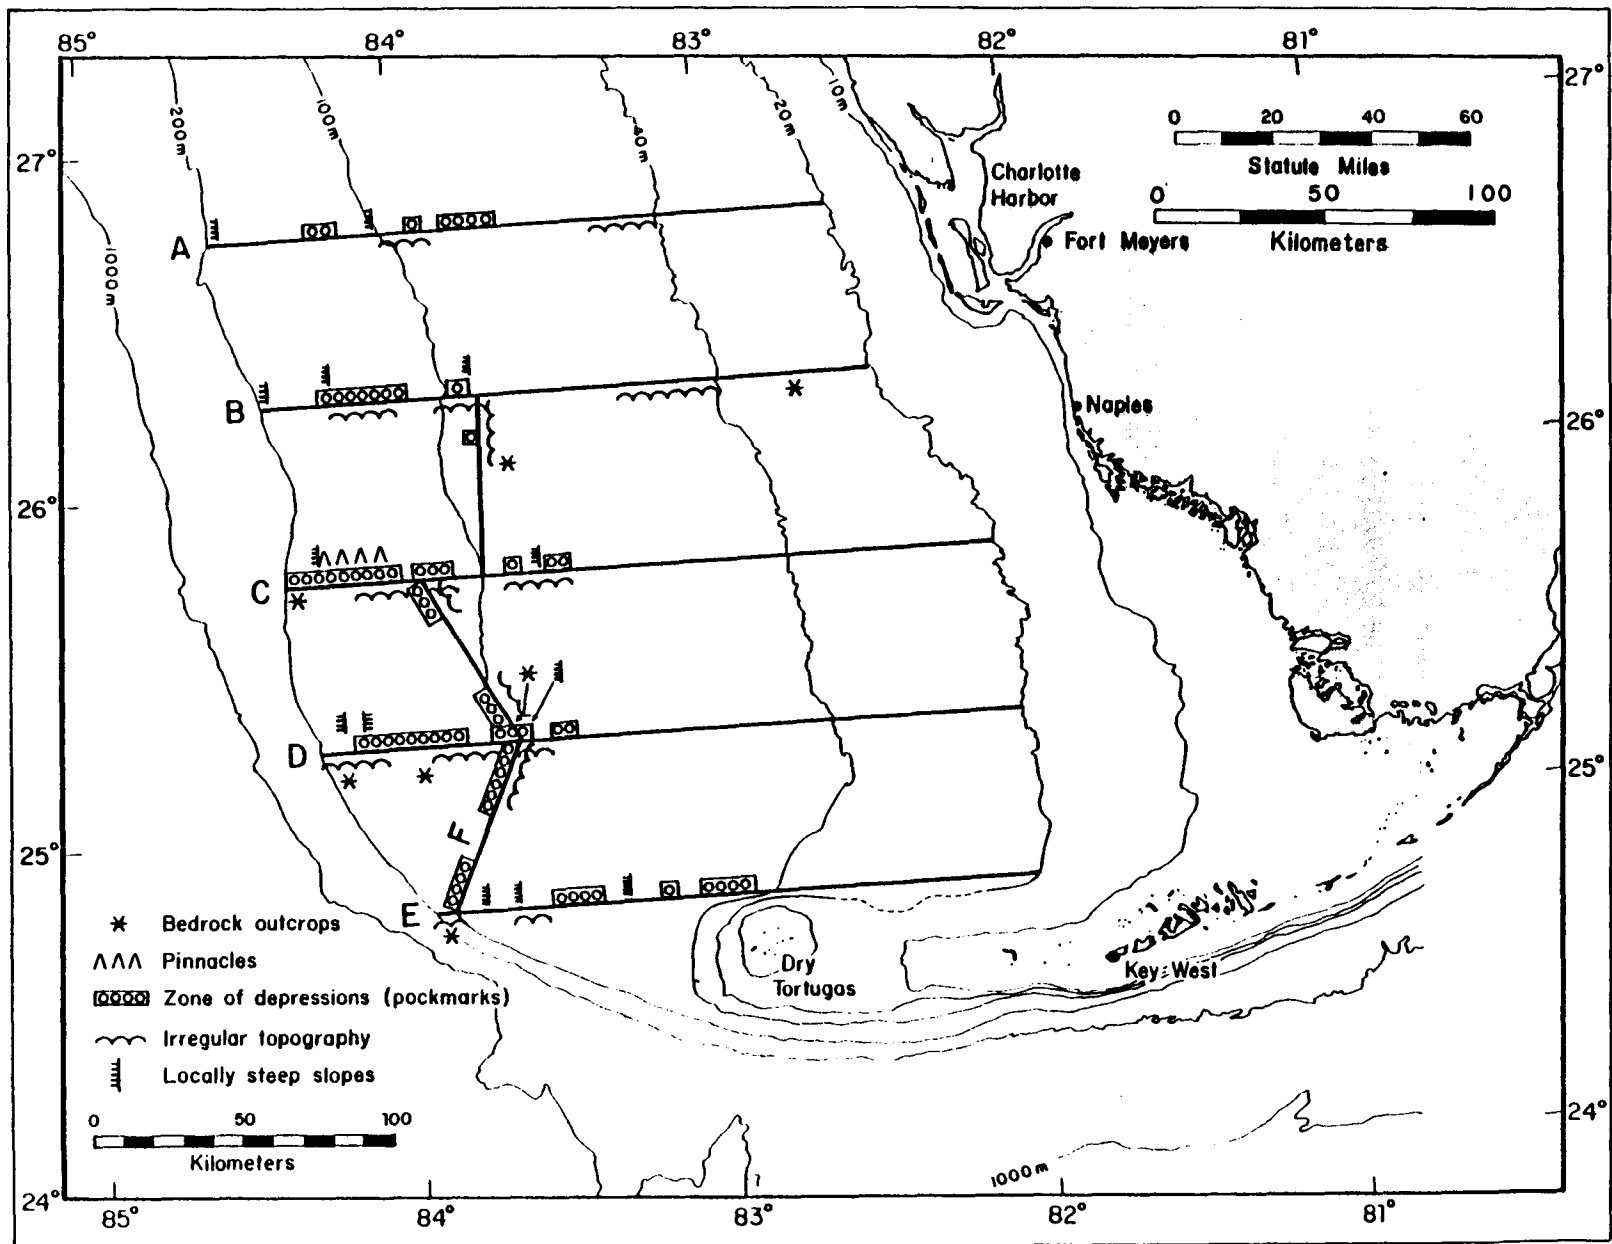 85° 84° 83° 82° 81°
27°
200m
100m
40m
20m
10m
0 20 40 60
Statute Miles
27°
Charlotte
Harbor
0 50 100
Kilometers
A
Fort Meyers
1000m
B
Naples
26°
26°
C
D
25°
F
25°
E
Bedrock outcrops
Pinnacles
Zone of depressions (pockmarks)
Irregular topography
Locally steep slopes
Dry
Tortugas
Key West
0 50 100
Kilometers
24°
1000m
24°
85° 84° 83° 82° 81°